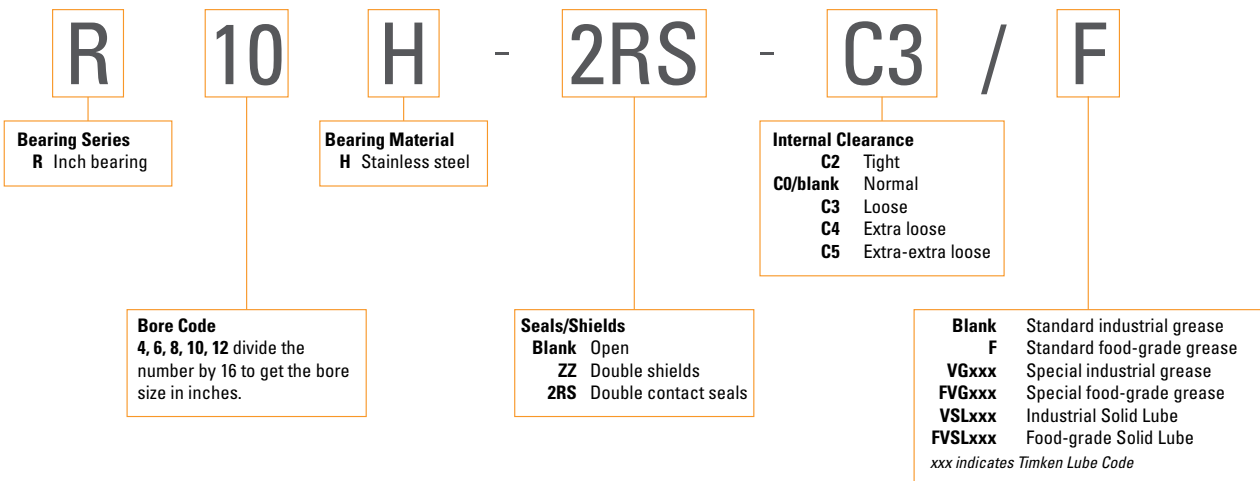 R 10 H - 2RS - C3 / F
Bearing Series
R Inch bearing
Bearing Material
H Stainless steel
Internal Clearance
C2 Tight
C0/blank Normal
C3 Loose
C4 Extra loose
C5 Extra-extra loose
Bore Code
4, 6, 8, 10, 12 divide the
number by 16 to get the bore
size in inches.
Seals/Shields
Blank Open
ZZ Double shields
2RS Double contact seals
Blank Standard industrial grease
F Standard food-grade grease
VGxxx Special industrial grease
FVGxxx Special food-grade grease
VSLxxx Industrial Solid Lube
FVSLxxx Food-grade Solid Lube
xxx indicates Timken Lube Code